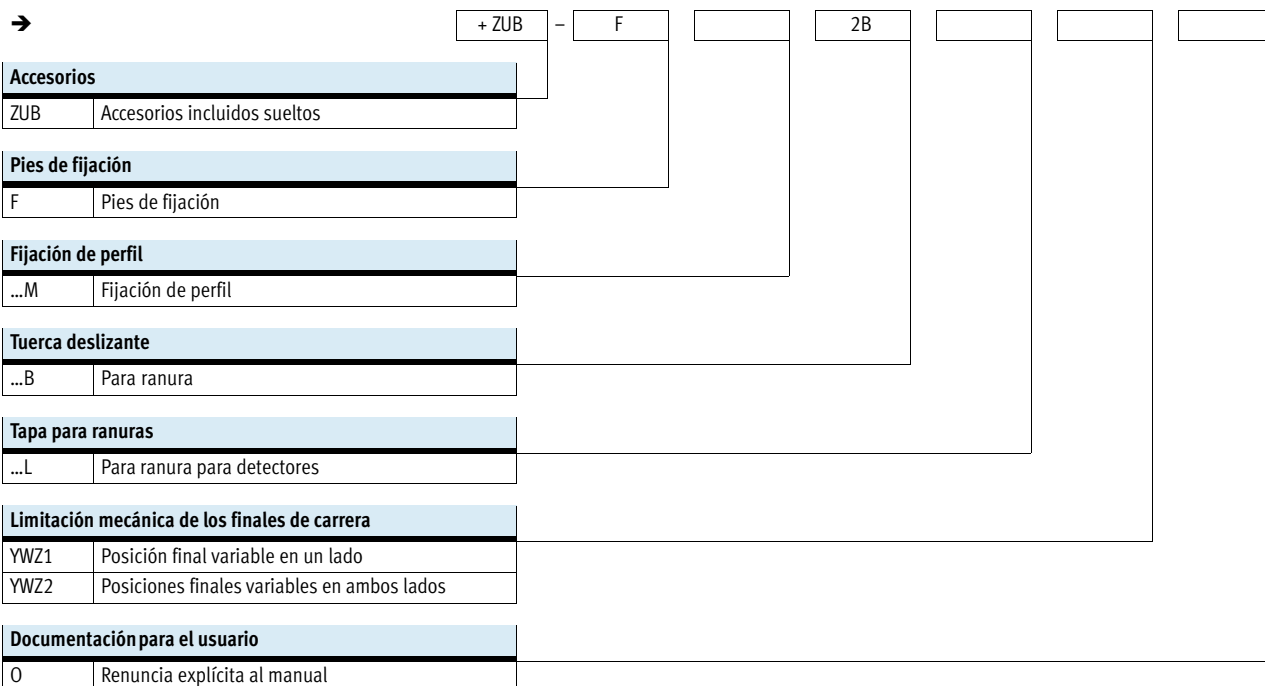 ➔ + ZUB – F 2B
Accesorios
ZUB Accesorios incluidos sueltos
Pies de fijación
F Pies de fijación
Fijación de perfil
...M Fijación de perfil
Tuerca deslizante
...B Para ranura
Tapa para ranuras
...L Para ranura para detectores
Limitación mecánica de los finales de carrera
YWZ1 Posición final variable en un lado
YWZ2 Posiciones finales variables en ambos lados
Documentación para el usuario
O Renuncia explícita al manual